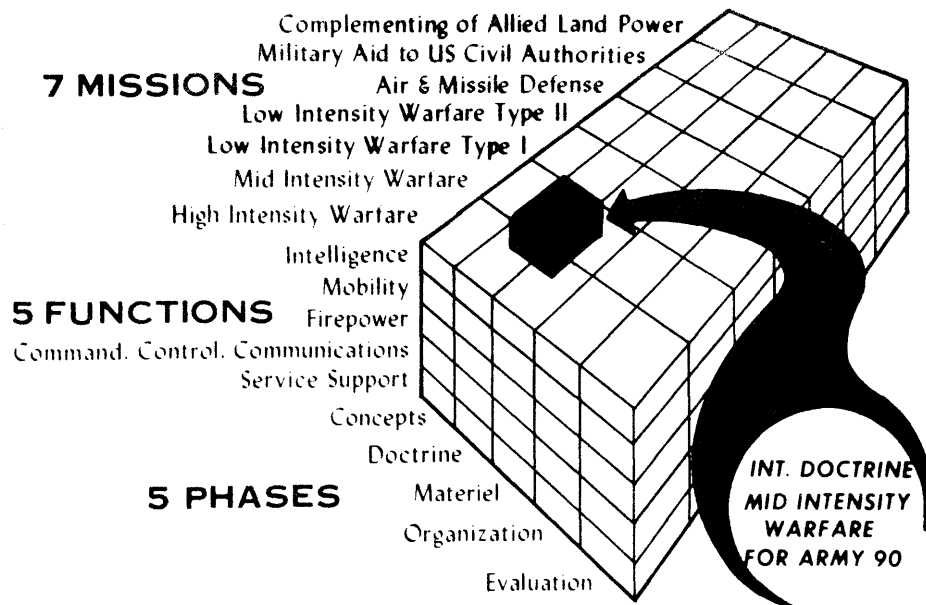 Complementing of Allied Land Power
Military Aid to US Civil Authorities
7 MISSIONS
Air & Missile Defense
Low Intensity Warfare Type II
Low Intensity Warfare Type I
Mid Intensity Warfare
High Intensity Warfare
Intelligence
Mobility
5 FUNCTIONS
Firepower
Command. Control. Communications
Service Support
Concepts
Doctrine
5 PHASES
Materiel
Organization
Evaluation
INT. DOCTRINE
MID INTENSITY
WARFARE
FOR ARMY 90